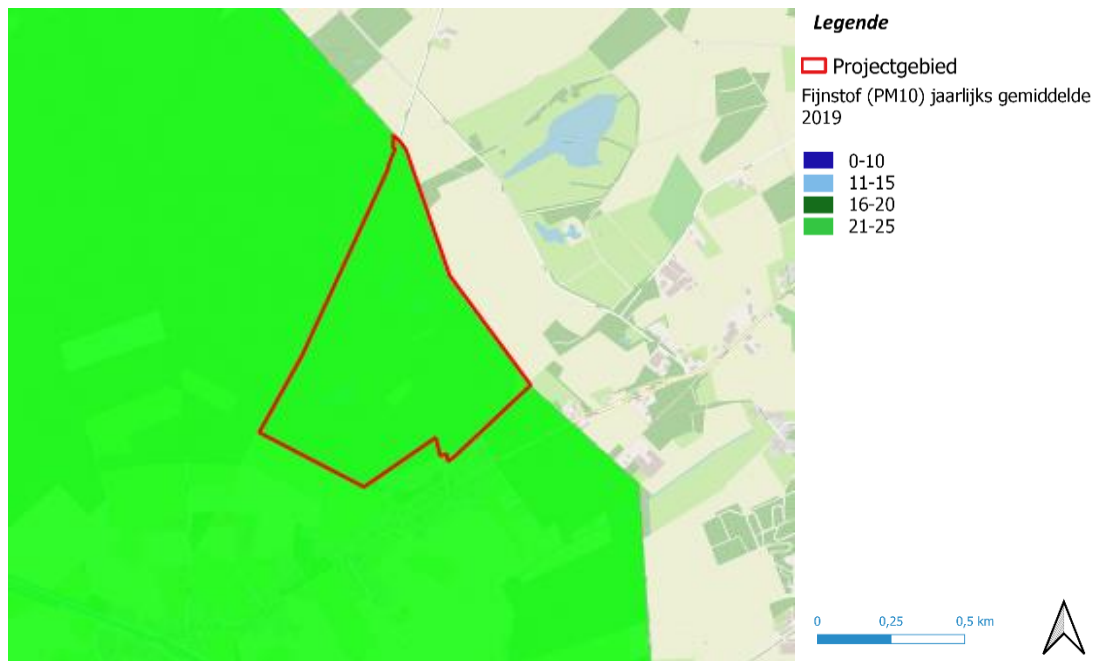 Legende
Projectgebied
Fijnstof (PM10) jaarlijks gemiddelde
2019
0-10
11-15
16-20
21-25
0 0,25 0,5 km